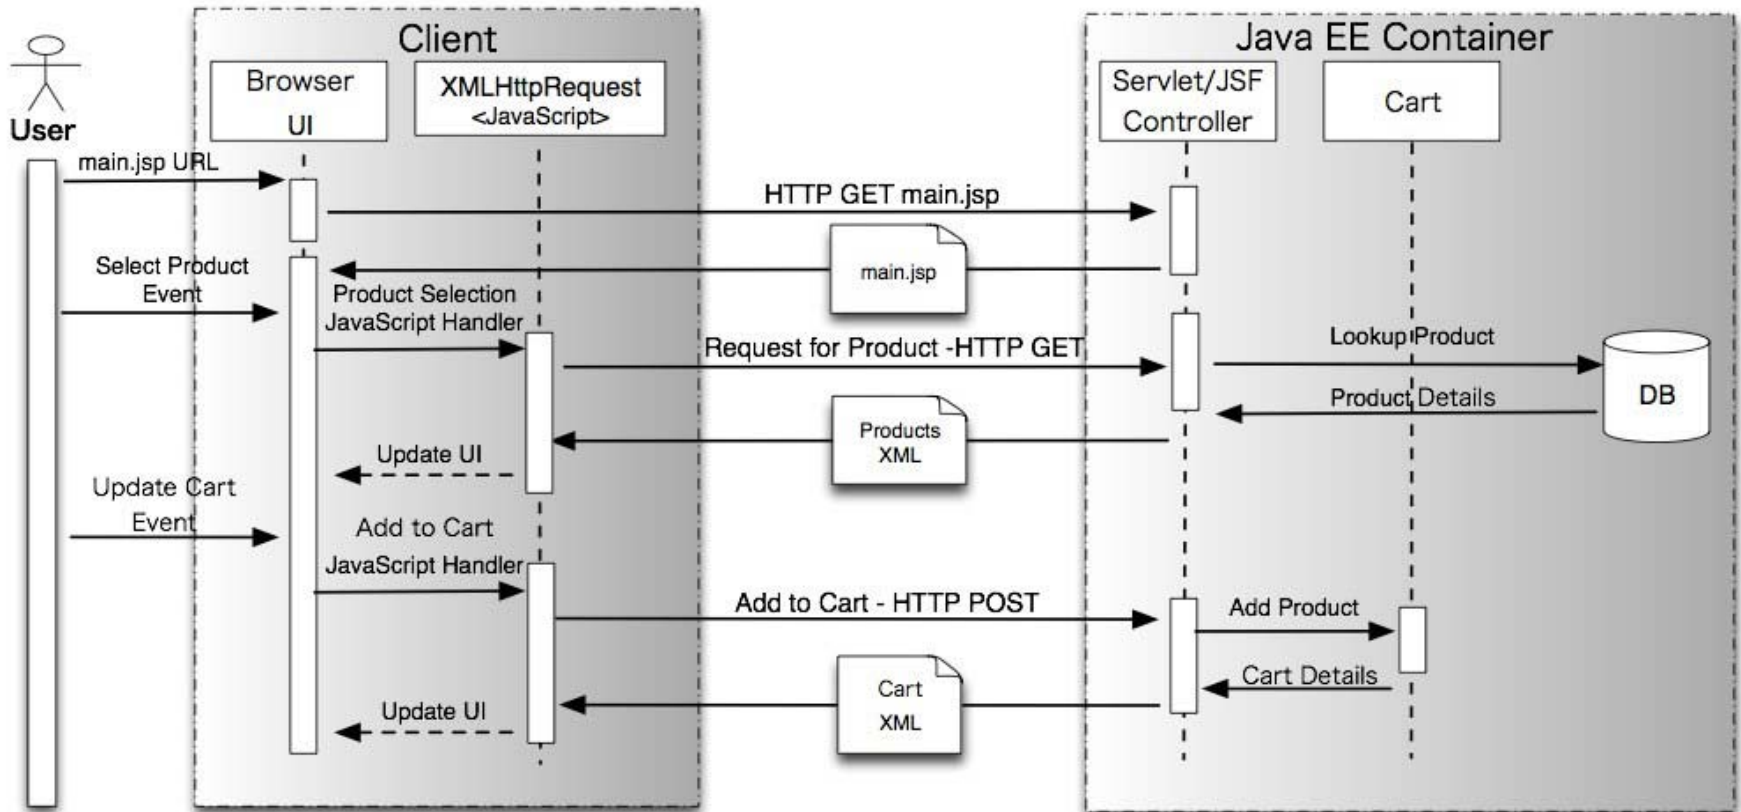 Client
Java EE Container
User
Browser
UI
XMLHttpRequest
<JavaScript>
Servlet/JSF
Controller
Cart
main.jsp URL
HTTP GET main.jsp
main.jsp
Select Product
Event
Product Selection
JavaScript Handler
Request for Product -HTTP GET
Lookup Product
DB
Product Details
Products
XML
Update UI
Update Cart
Event
Add to Cart
JavaScript Handler
Add to Cart - HTTP POST
Add Product
Cart Details
Cart
XML
Update UI